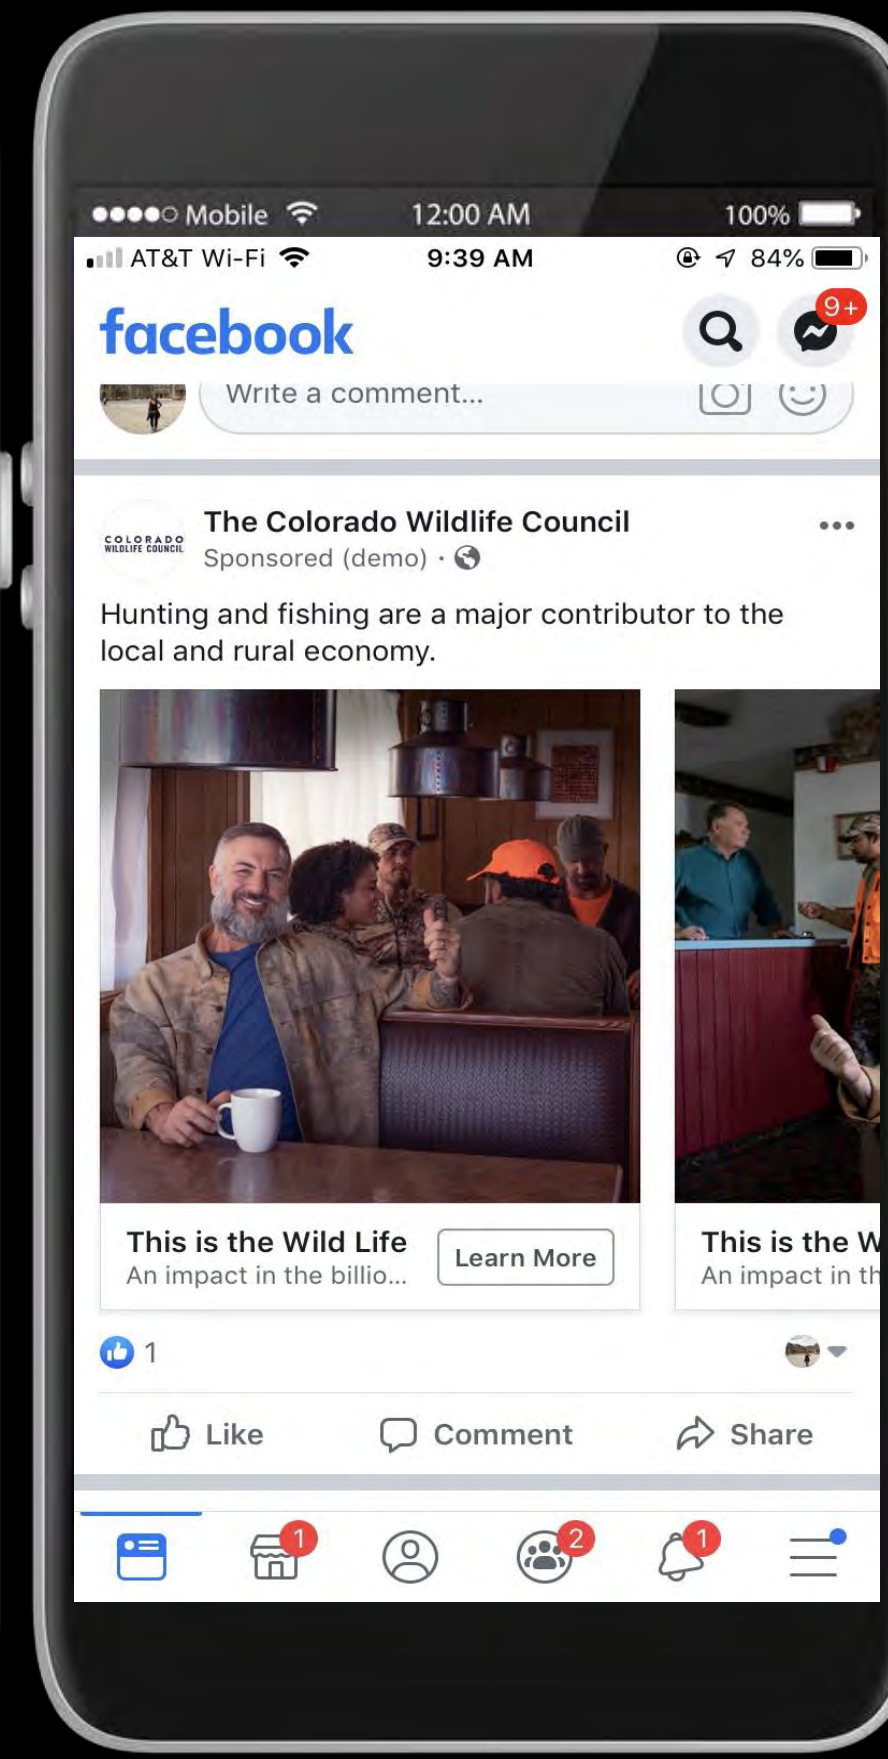 Mobile 12:00 AM 100%
AT&T Wi-Fi 9:39 AM 84%
facebook
9+
Write a comment...
COLORADO
WILDLIFE COUNCIL
The Colorado Wildlife Council
Sponsored (demo) ·
Hunting and fishing are a major contributor to the
local and rural economy.
This is the Wild Life
An impact in the billio...
Learn More
This is the W
An impact in th
1
Like Comment Share
1 2 1